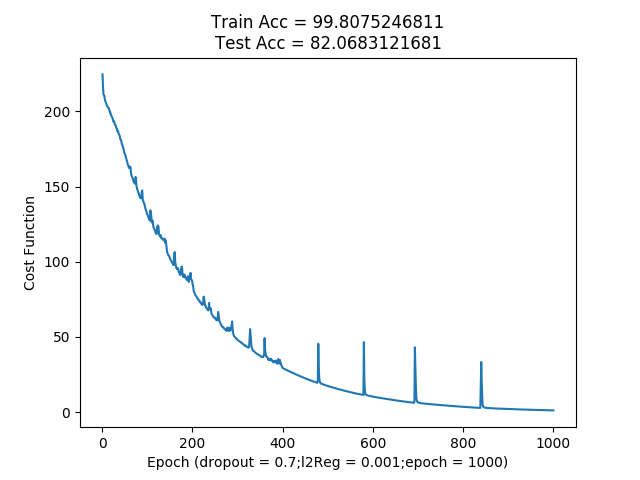 Train Acc = 99.8075246811
Test Acc = 82.0683121681
Cost Function
200
150
100
50
0
0 200 400 600 800 1000
Epoch (dropout = 0.7;l2Reg = 0.001;epoch = 1000)